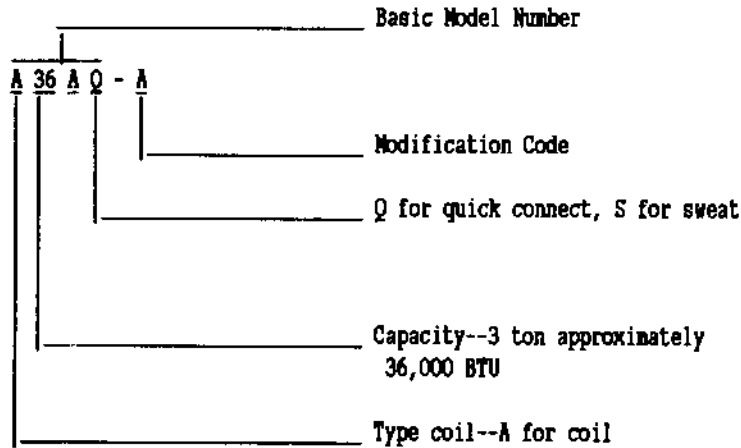 Basic Model Number
A 36 A Q - A
Modification Code
Q for quick connect, S for sweat
Capacity--3 ton approximately
36,000 BTU
Type coil--A for coil